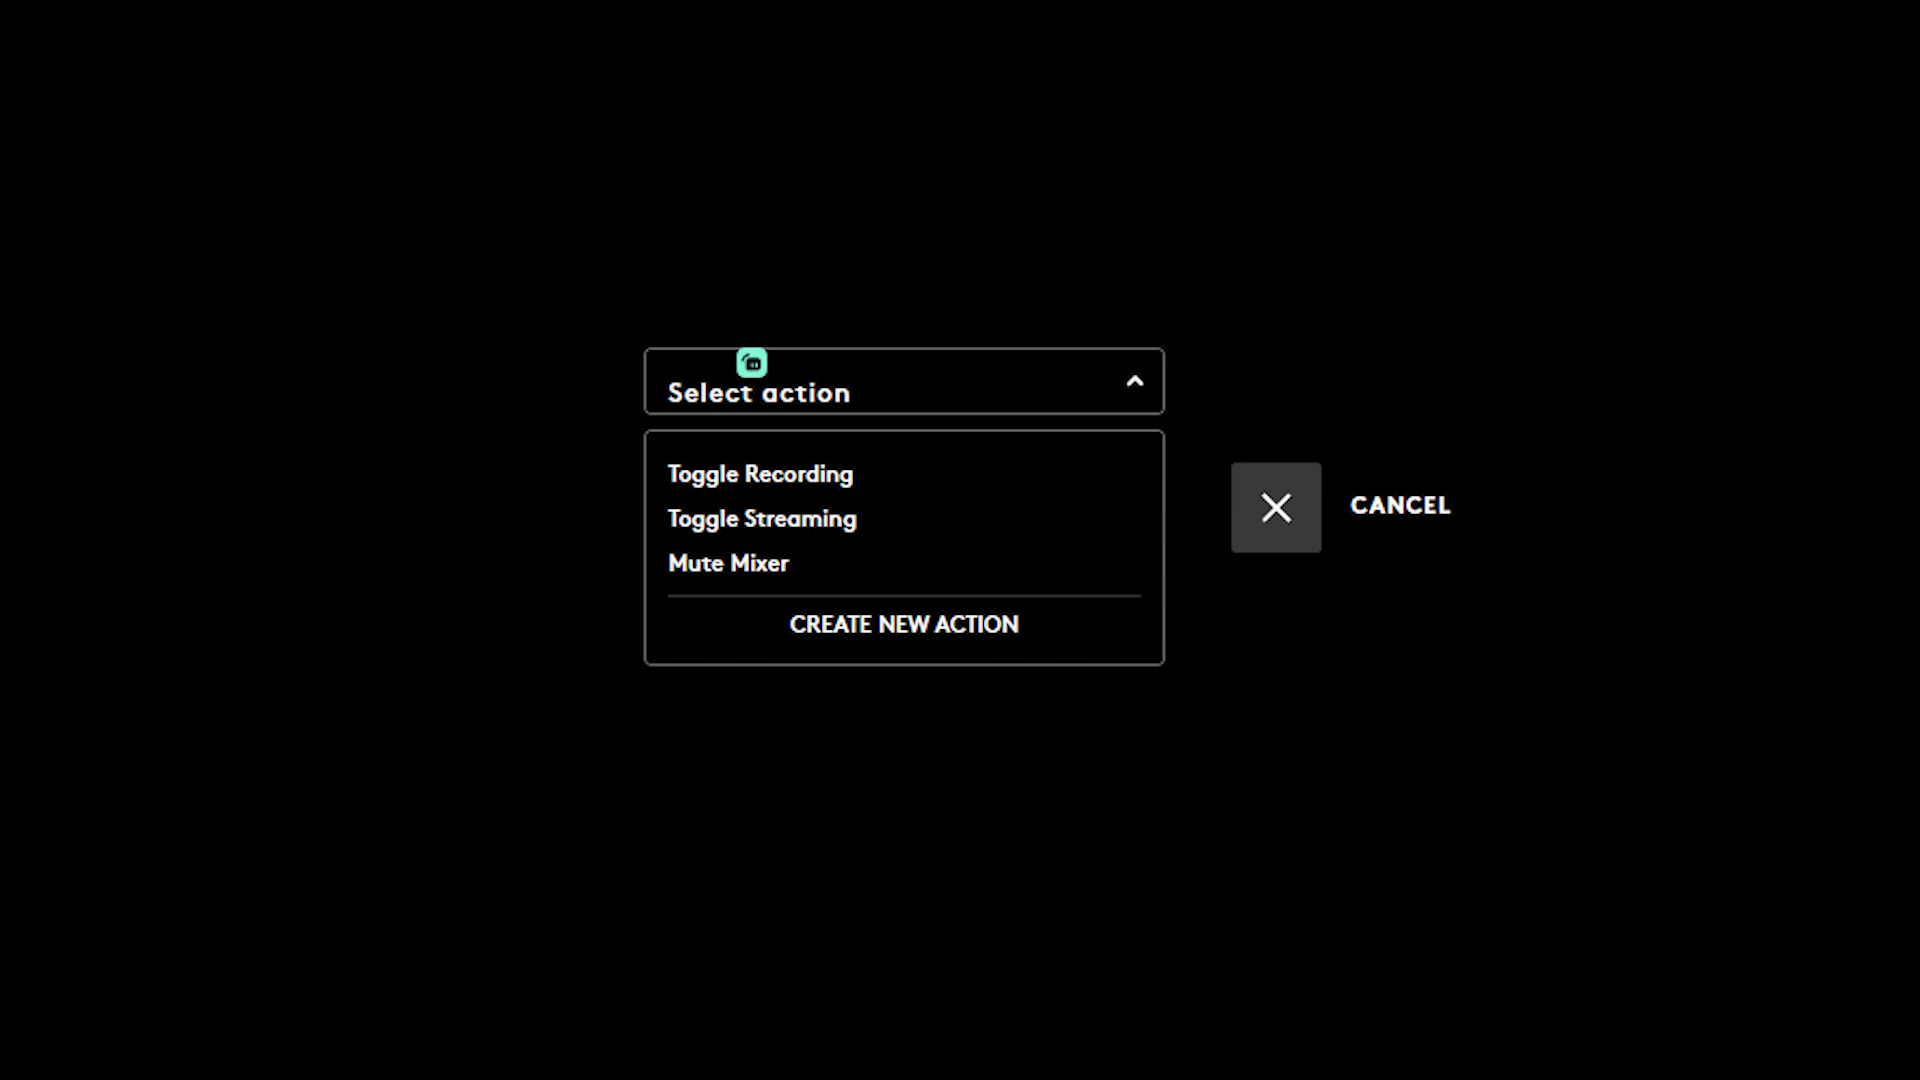 Select action
Toggle Recording
Toggle Streaming
Mute Mixer
CREATE NEW ACTION
CANCEL